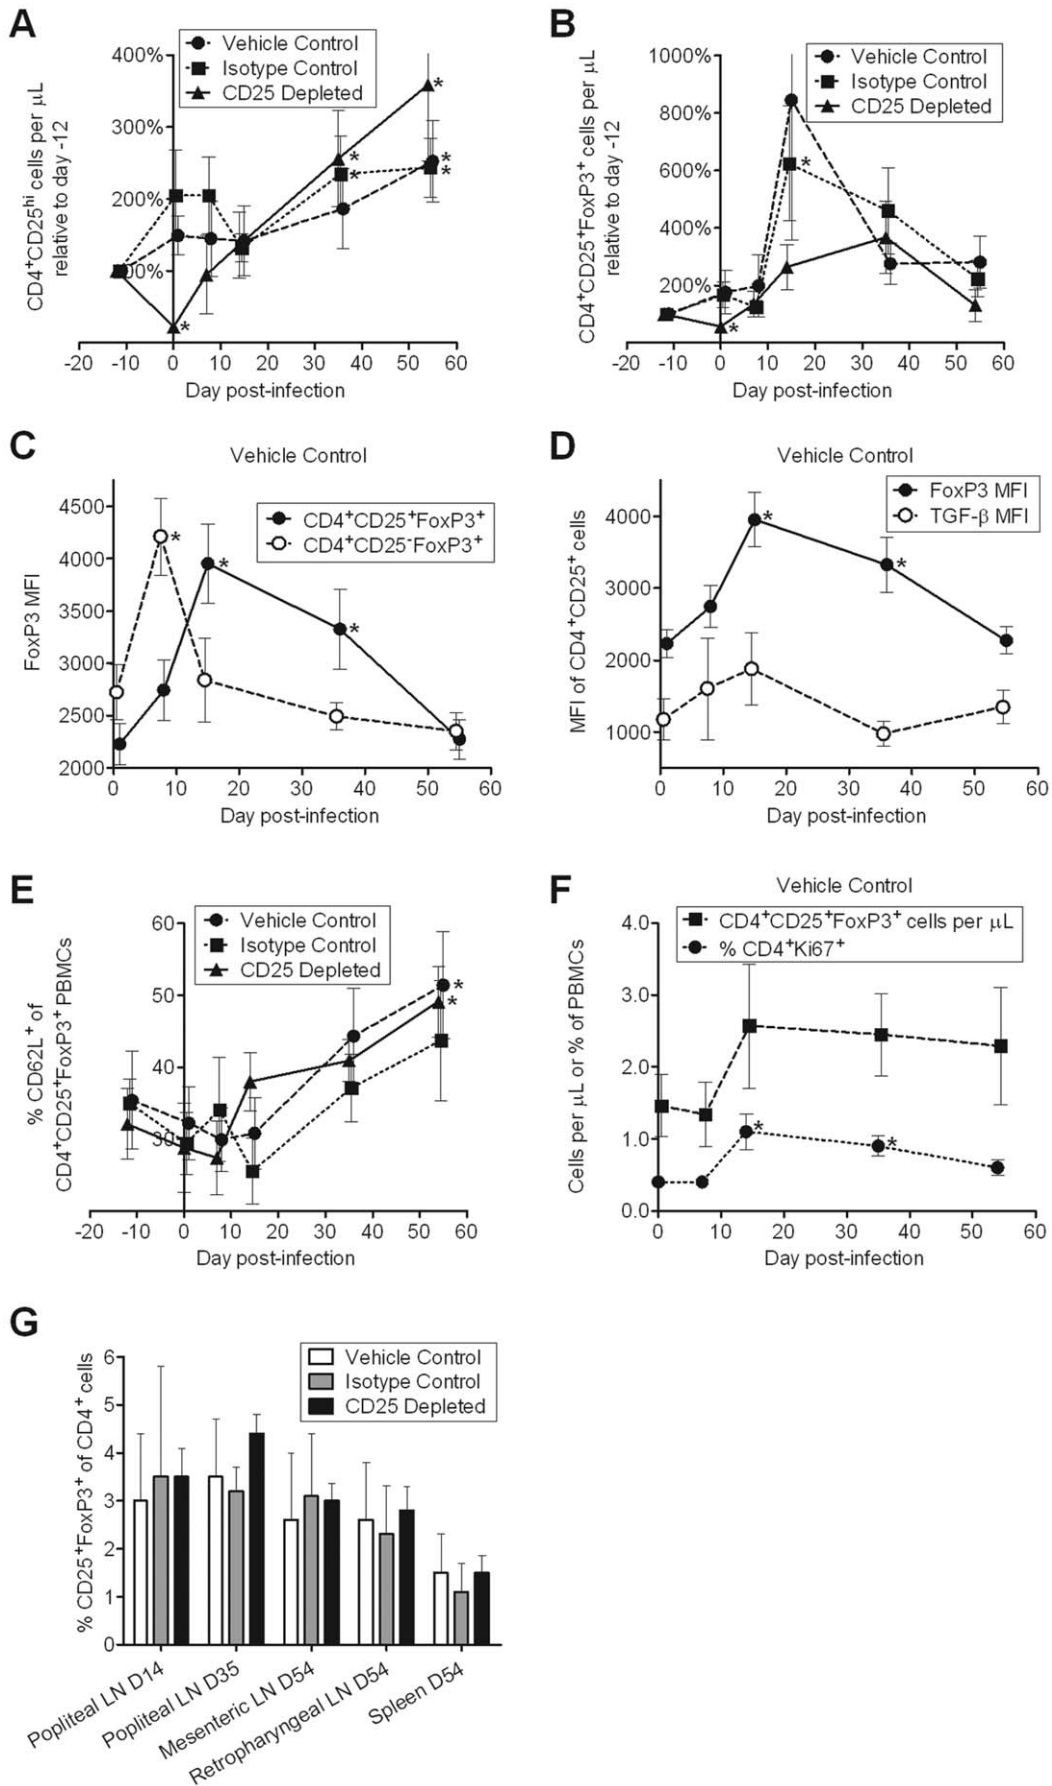 A
Vehicle Control
Isotype Control
CD25 Depleted
CD4⁺CD25ʰⁱ cells per μL
relative to day -12
400%
300%
200%
100%
* * * * * *
-20 -10 0 10 20 30 40 50 60
Day post-infection
B
Vehicle Control
Isotype Control
CD25 Depleted
CD4⁺CD25⁺FoxP3⁺ cells per μL
relative to day -12
1000%
800%
600%
400%
200%
* *
-20 -10 0 10 20 30 40 50 60
Day post-infection
C
Vehicle Control
CD4⁺CD25⁺FoxP3⁺
CD4⁺CD25⁻FoxP3⁺
FoxP3 MFI
4500
4000
3500
3000
2500
2000
* * *
0 10 20 30 40 50 60
Day post-infection
D
Vehicle Control
FoxP3 MFI
TGF-β MFI
MFI of CD4⁺CD25⁺ cells
4000
3000
2000
1000
* *
0 10 20 30 40 50 60
Day post-infection
E
Vehicle Control
Isotype Control
CD25 Depleted
% CD62L⁺ of
CD4⁺CD25⁺FoxP3⁺ PBMCs
60
50
40
30
* *
-20 -10 0 10 20 30 40 50 60
Day post-infection
F
Vehicle Control
CD4⁺CD25⁺FoxP3⁺ cells per μL
% CD4⁺Ki67⁺
Cells per μL or % of PBMCs
4.0
3.0
2.0
1.0
0.0
* *
0 10 20 30 40 50 60
Day post-infection
G
Vehicle Control
Isotype Control
CD25 Depleted
% CD25⁺FoxP3⁺ of CD4⁺ cells
6
5
4
3
2
1
0
Popliteal LN D14
Popliteal LN D35
Mesenteric LN D54
Retropharyngeal LN D54
Spleen D54